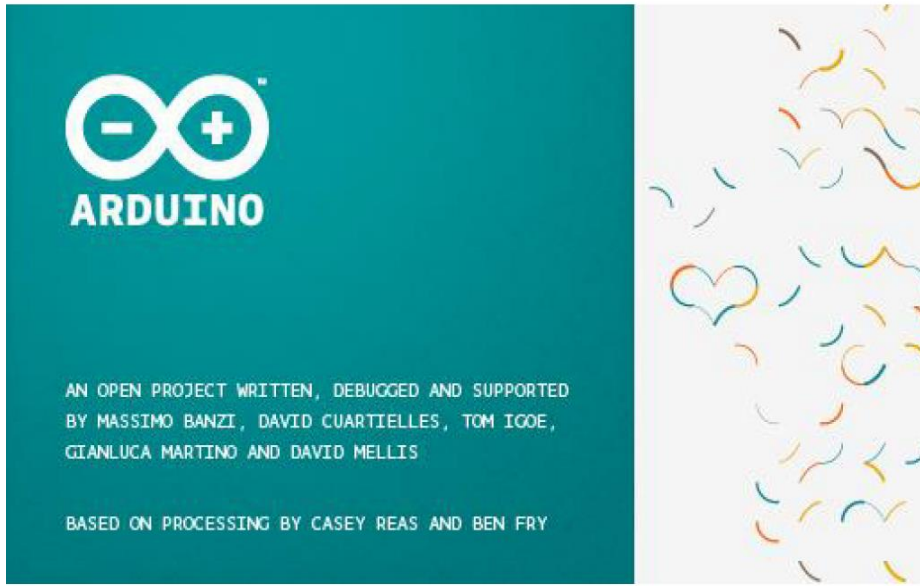 ARDUINO
AN OPEN PROJECT WRITTEN, DEBUGGED AND SUPPORTED
BY MASSIMO BANZI, DAVID CUARTIELLES, TOM IGOE,
GIANLUCA MARTINO AND DAVID MELLIS
BASED ON PROCESSING BY CASEY REAS AND BEN FRY